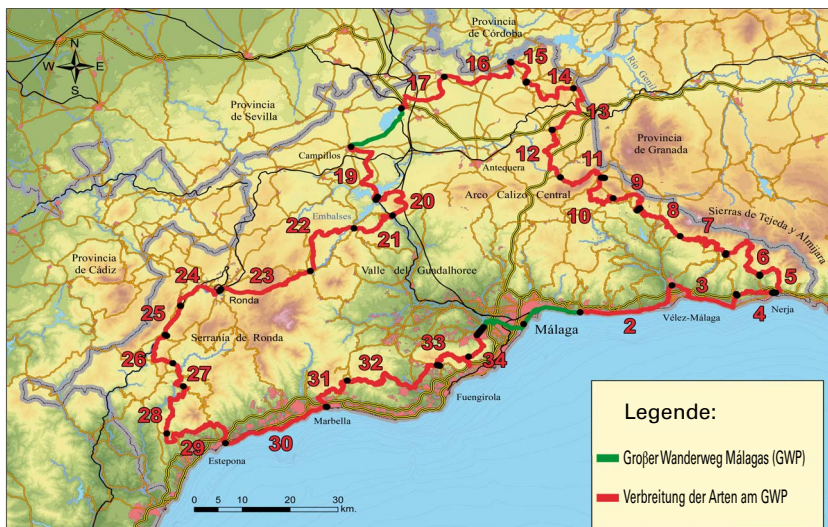 Provincia
de Córdoba
15
16
14
17
N
W E
S
Río Genil
Provincia
de Sevilla
13
Provincia
de Granada
Campillos
12
Antequera
11
19
9
Arco Calizo Central
20
10
Embalses
22
21
8
Sierras de Tejeda y Almijara
7
Provincia
de Cádiz
Valle del Guadalhorce
6
24
23
5
Ronda
3
25
Vélez-Málaga
4
Nerja
2
Málaga
Serranía de Ronda
33
26
34
32
27
31
Fuengirola
28
Marbella
29
30
Estepona
0 5 10 20 30
km.
Legende:
Großer Wanderweg Málagas (GWP)
Verbreitung der Arten am GWP